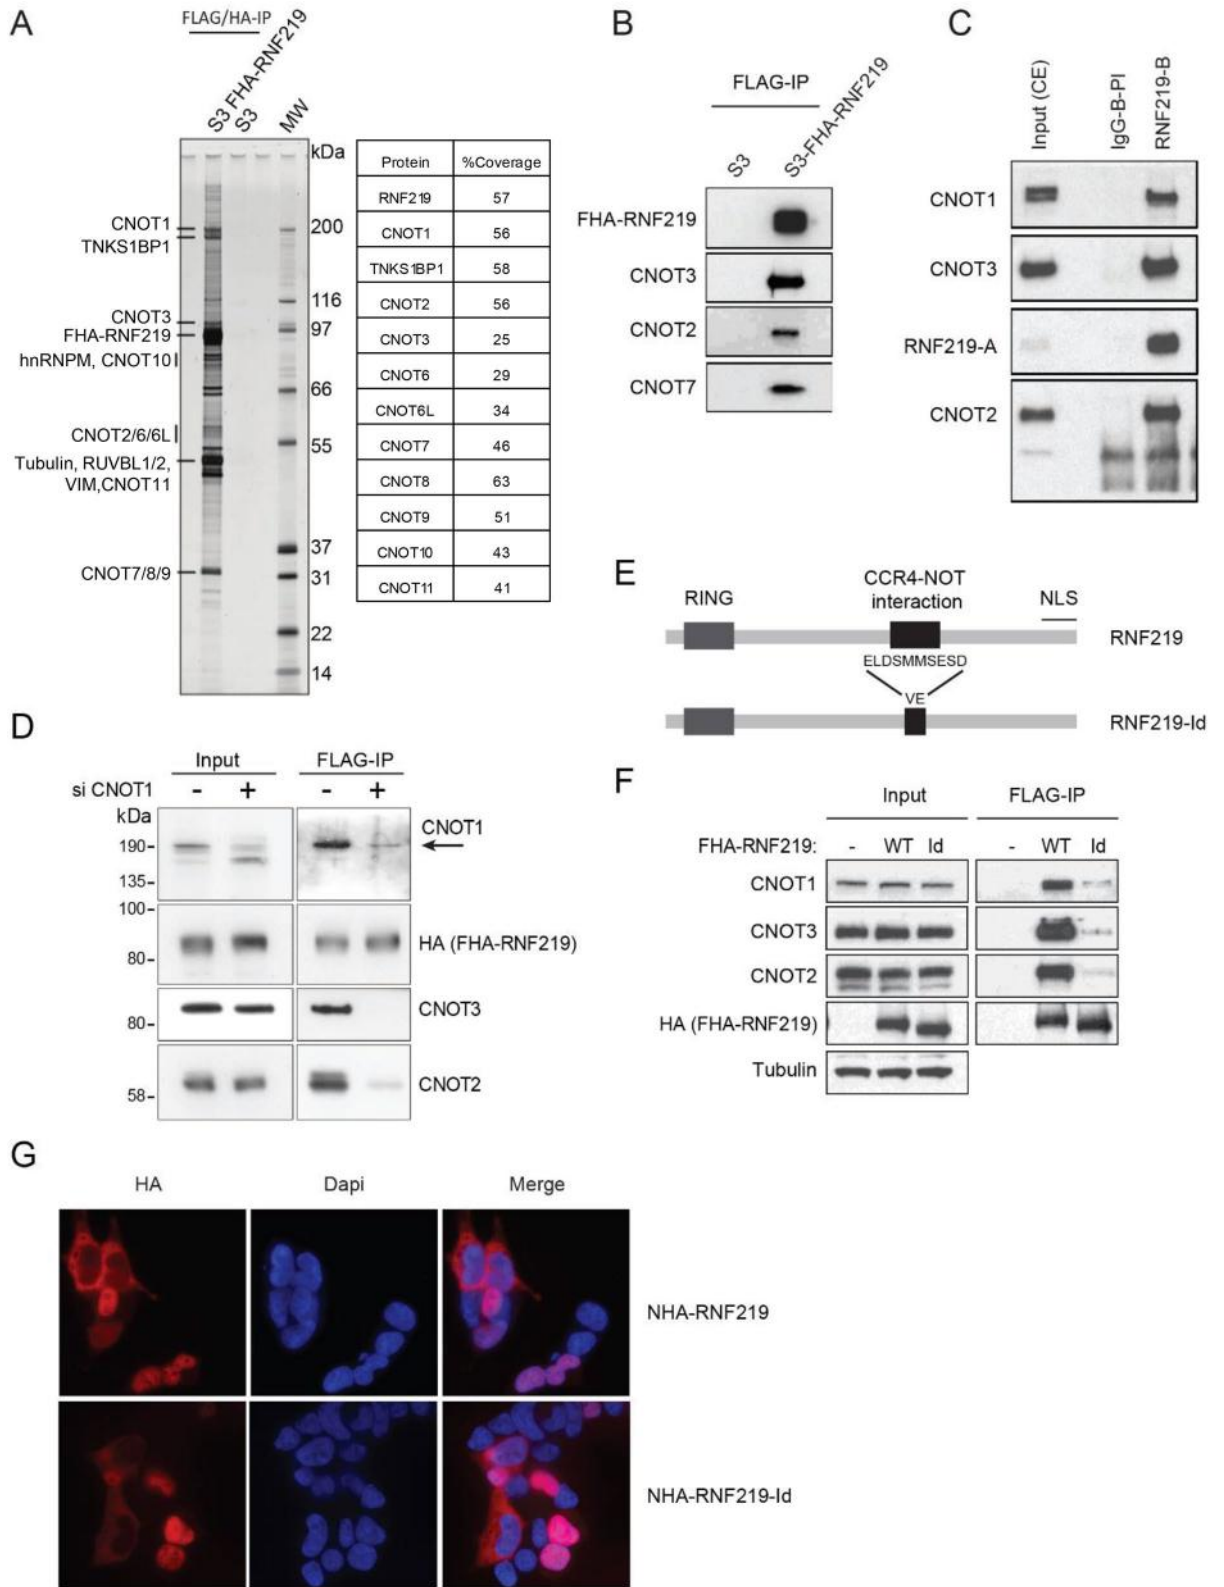 A
FLAG/HA-IP
S3 FHA-RNF219
S3
MW
kDa
200
116
97
66
55
37
31
22
14
CNOT1
TNKS1BP1
CNOT3
FHA-RNF219
hnRNPM, CNOT10
CNOT2/6/6L
Tubulin, RUVBL1/2,
VIM,CNOT11
CNOT7/8/9
Protein %Coverage
RNF219 57
CNOT1 56
TNKS1BP1 58
CNOT2 56
CNOT3 25
CNOT6 29
CNOT6L 34
CNOT7 46
CNOT8 63
CNOT9 51
CNOT10 43
CNOT11 41
B
FLAG-IP
S3
S3-FHA-RNF219
FHA-RNF219
CNOT3
CNOT2
CNOT7
C
Input (CE)
IgG-B-PI
RNF219-B
CNOT1
CNOT3
RNF219-A
CNOT2
D
Input FLAG-IP
si CNOT1 - + - +
kDa
190-
135-
100-
80-
80-
58-
CNOT1
HA (FHA-RNF219)
CNOT3
CNOT2
E
RING
CCR4-NOT
interaction
NLS
RNF219
ELDSMMSESD
VE
RNF219-Id
F
Input FLAG-IP
FHA-RNF219: - WT Id - WT Id
CNOT1
CNOT3
CNOT2
HA (FHA-RNF219)
Tubulin
G
HA Dapi Merge
NHA-RNF219
NHA-RNF219-Id